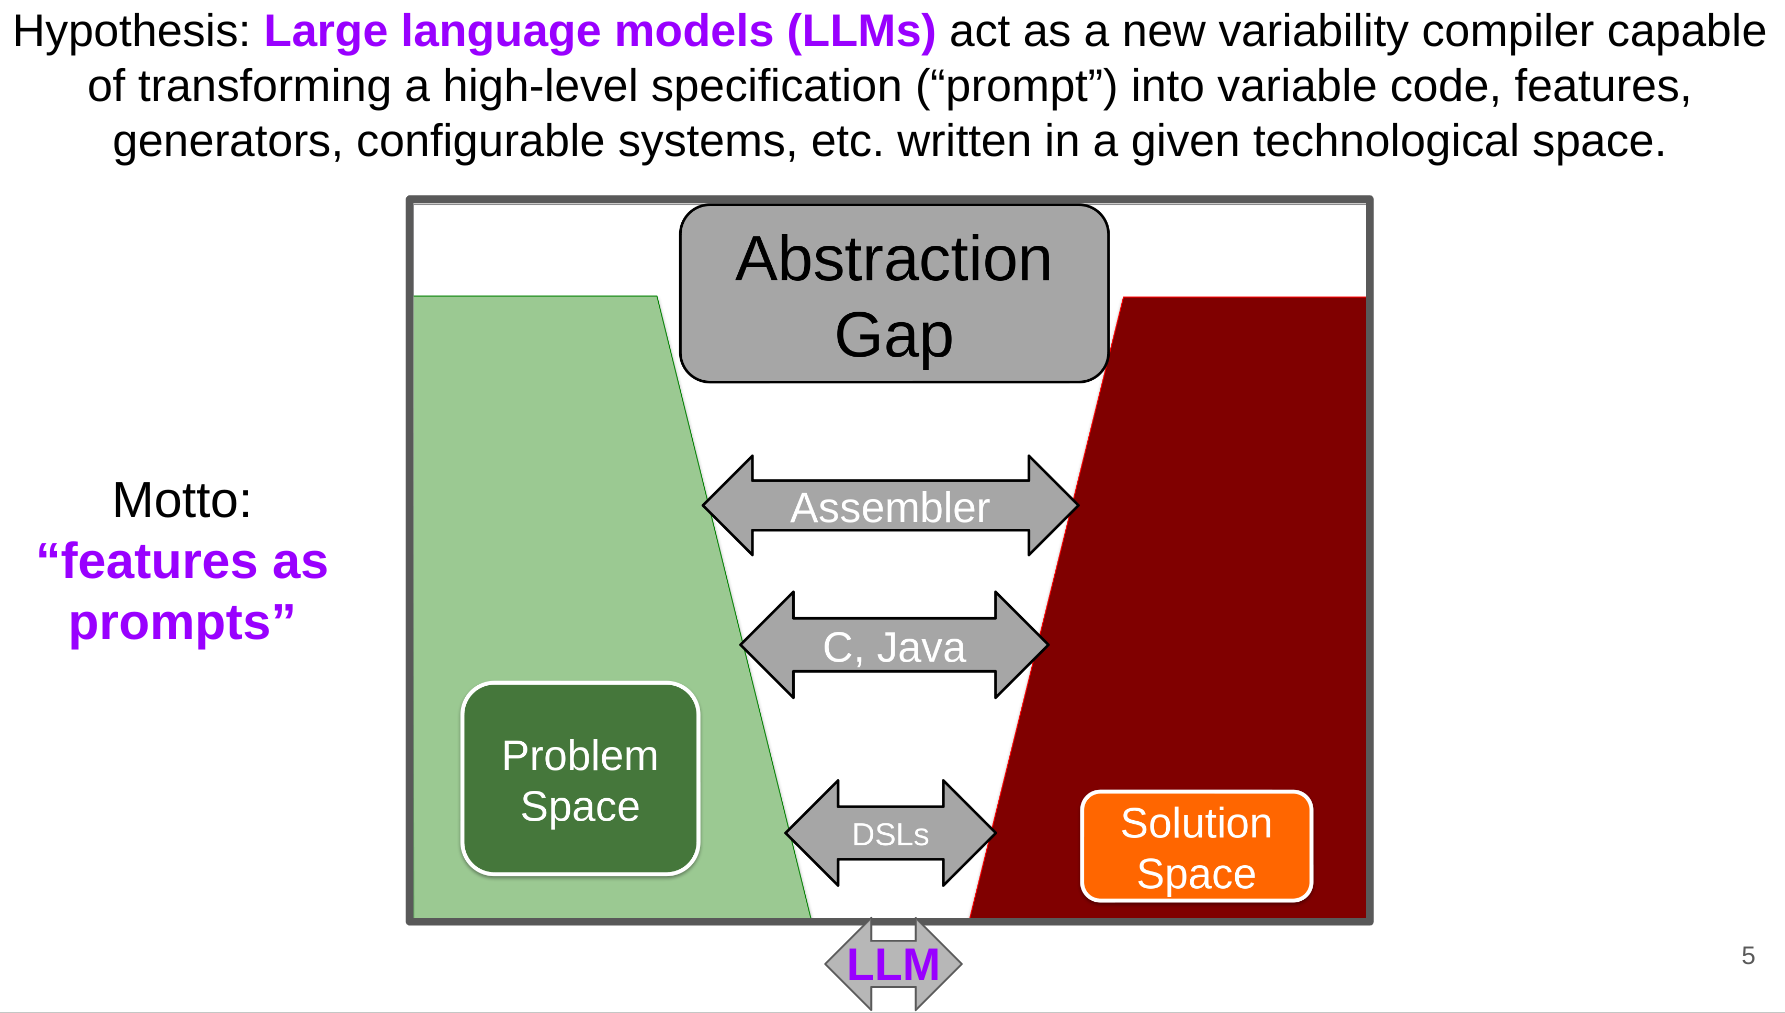 Hypothesis: Large language models (LLMs) act as a new variability compiler capable
of transforming a high-level specification (“prompt”) into variable code, features,
generators, configurable systems, etc. written in a given technological space.
Abstraction
Gap
Assembler
Motto:
“features as
prompts”
C, Java
Problem
Space
DSLs
Solution
Space
LLM
5